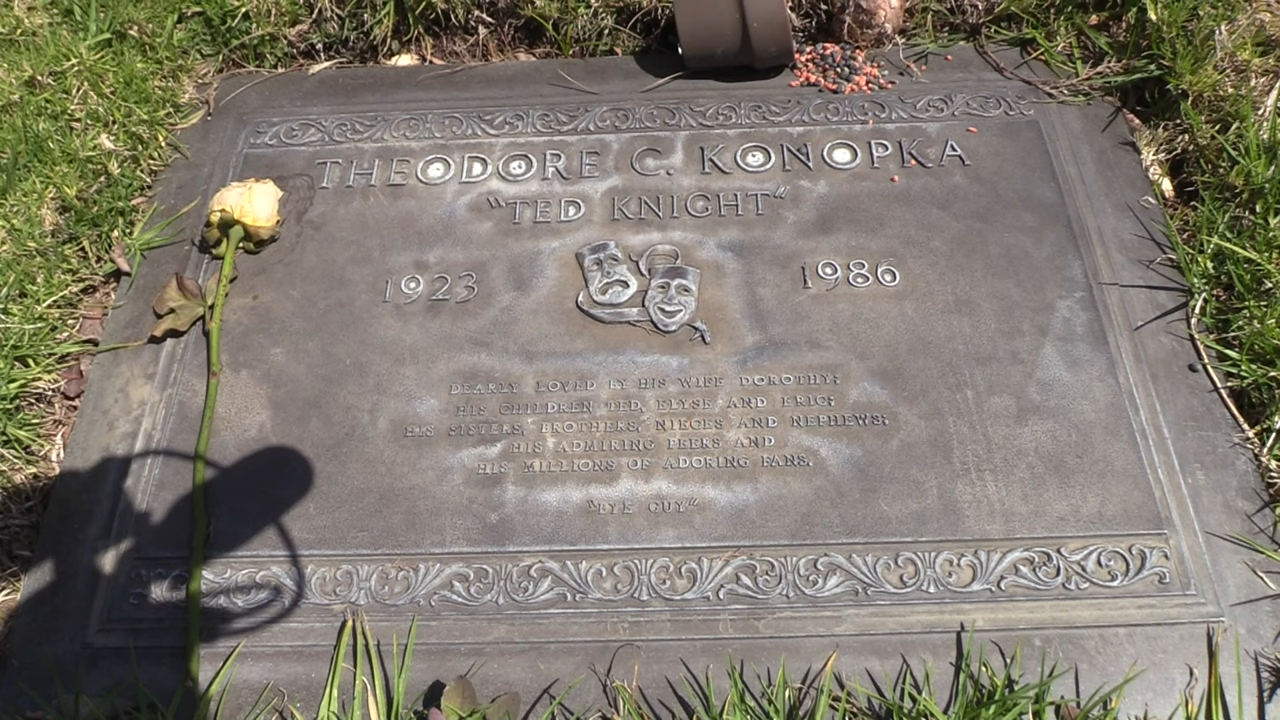 THEODORE C. KONOPKA
"TED KNIGHT"
1923 1986
DEARLY LOVED BY HIS WIFE DOROTHY;
HIS CHILDREN TED, ELYSE AND ERIC;
HIS SISTERS, BROTHERS, NIECES AND NEPHEWS;
HIS ADMIRING PEERS AND
HIS MILLIONS OF ADORING FANS.
"BYE GUY"